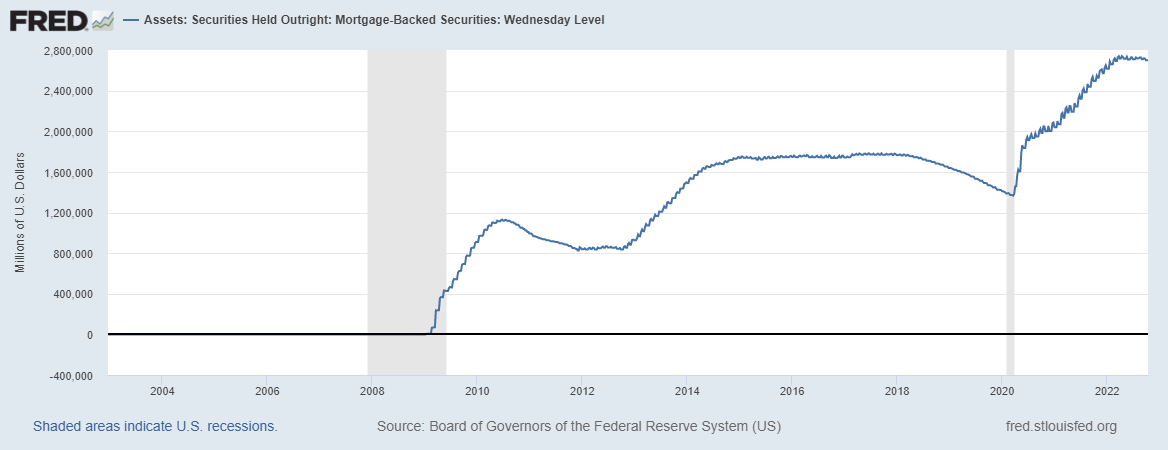 FRED
Assets: Securities Held Outright: Mortgage-Backed Securities: Wednesday Level
Millions of U.S. Dollars
2,800,000
2,400,000
2,000,000
1,600,000
1,200,000
800,000
400,000
0
-400,000
2004 2006 2008 2010 2012 2014 2016 2018 2020 2022
Shaded areas indicate U.S. recessions. Source: Board of Governors of the Federal Reserve System (US) fred.stlouisfed.org